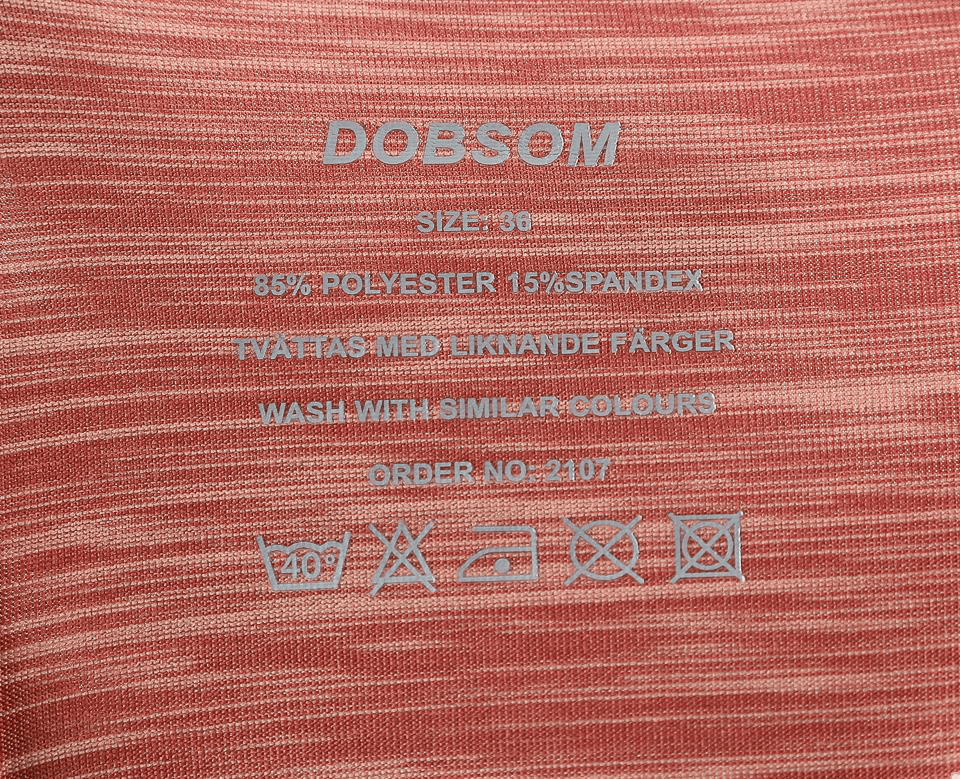 DOBSOM
SIZE: 36
85% POLYESTER 15%SPANDEX
TVÄTTAS MED LIKNANDE FÄRGER
WASH WITH SIMILAR COLOURS
ORDER NO: 2107
40°